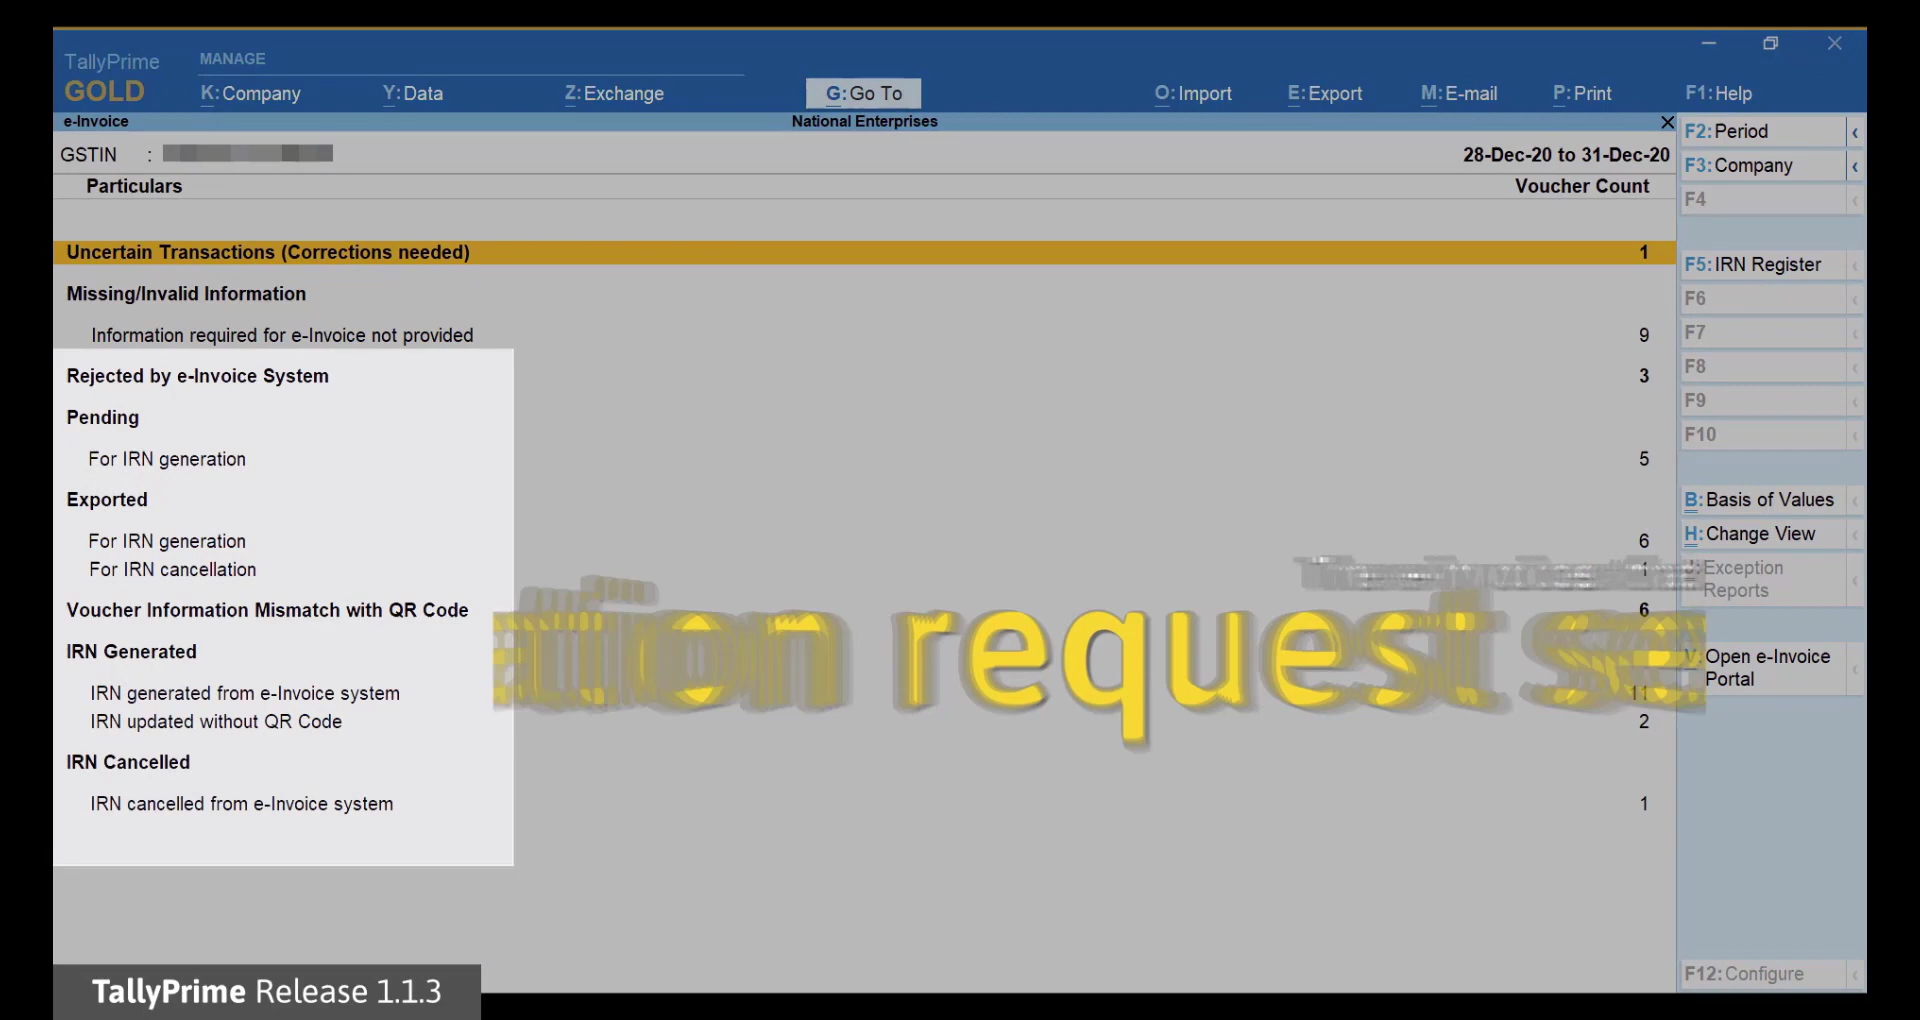 TallyPrime
GOLD
MANAGE
K: Company
Y: Data
Z: Exchange
G: Go To
O: Import
E: Export
M: E-mail
P: Print
F1: Help
e-Invoice
National Enterprises
GSTIN :
28-Dec-20 to 31-Dec-20
Particulars
Voucher Count
Uncertain Transactions (Corrections needed) 1
Missing/Invalid Information
Information required for e-Invoice not provided 9
Rejected by e-Invoice System 3
Pending
For IRN generation 5
Exported
For IRN generation 6
For IRN cancellation 1
Voucher Information Mismatch with QR Code 6
IRN Generated
IRN generated from e-Invoice system 11
IRN updated without QR Code 2
IRN Cancelled
IRN cancelled from e-Invoice system 1
request
F2: Period
F3: Company
F4
F5: IRN Register
F6
F7
F8
F9
F10
B: Basis of Values
H: Change View
Exception
Reports
V: Open e-Invoice
Portal
F12: Configure
TallyPrime Release 1.1.3